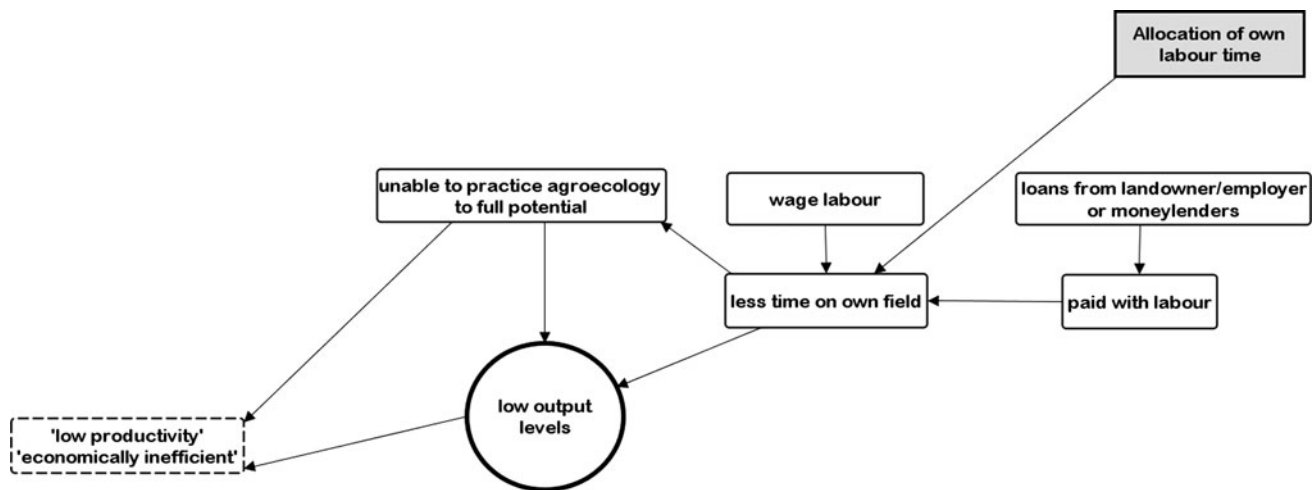 Allocation of own
labour time
unable to practice agroecology
to full potential
wage labour
loans from landowner/employer
or moneylenders
less time on own field
paid with labour
low output
levels
'low productivity'
'economically inefficient'